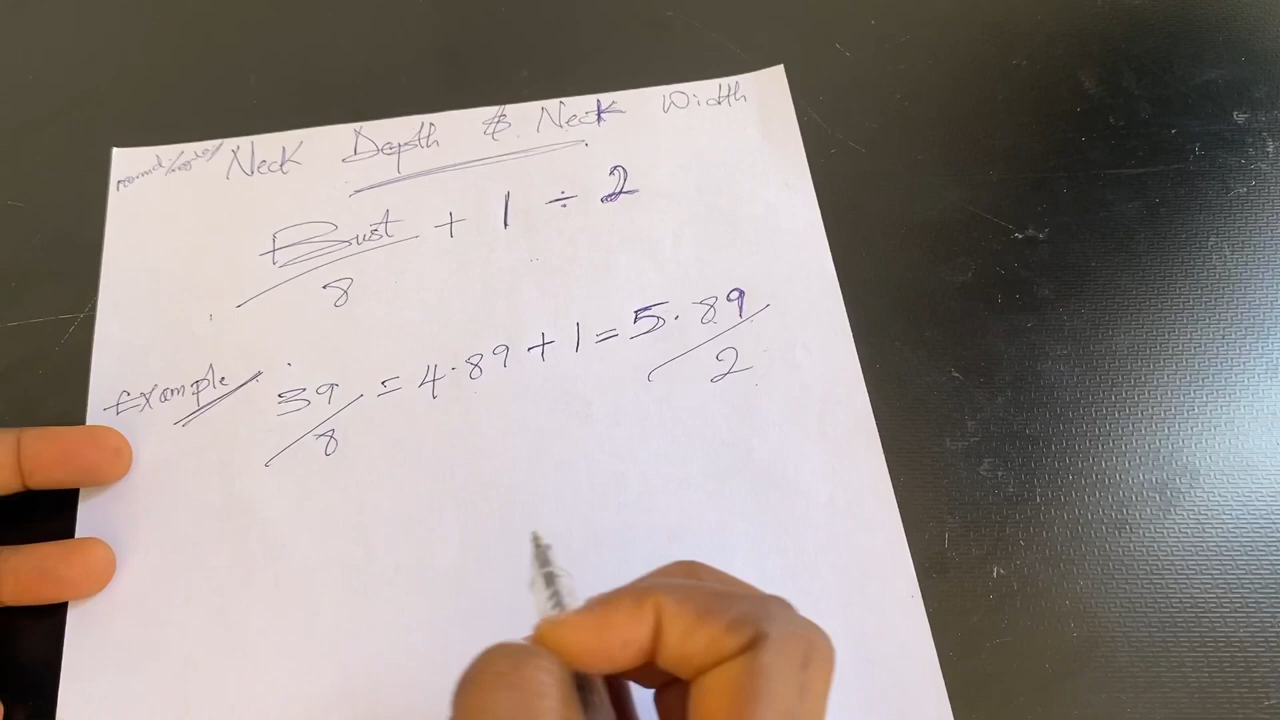 Neck Depth & Neck Width
Bust/8 + 1 ÷ 2
Example 39/8 = 4.89 + 1 = 5.89/2